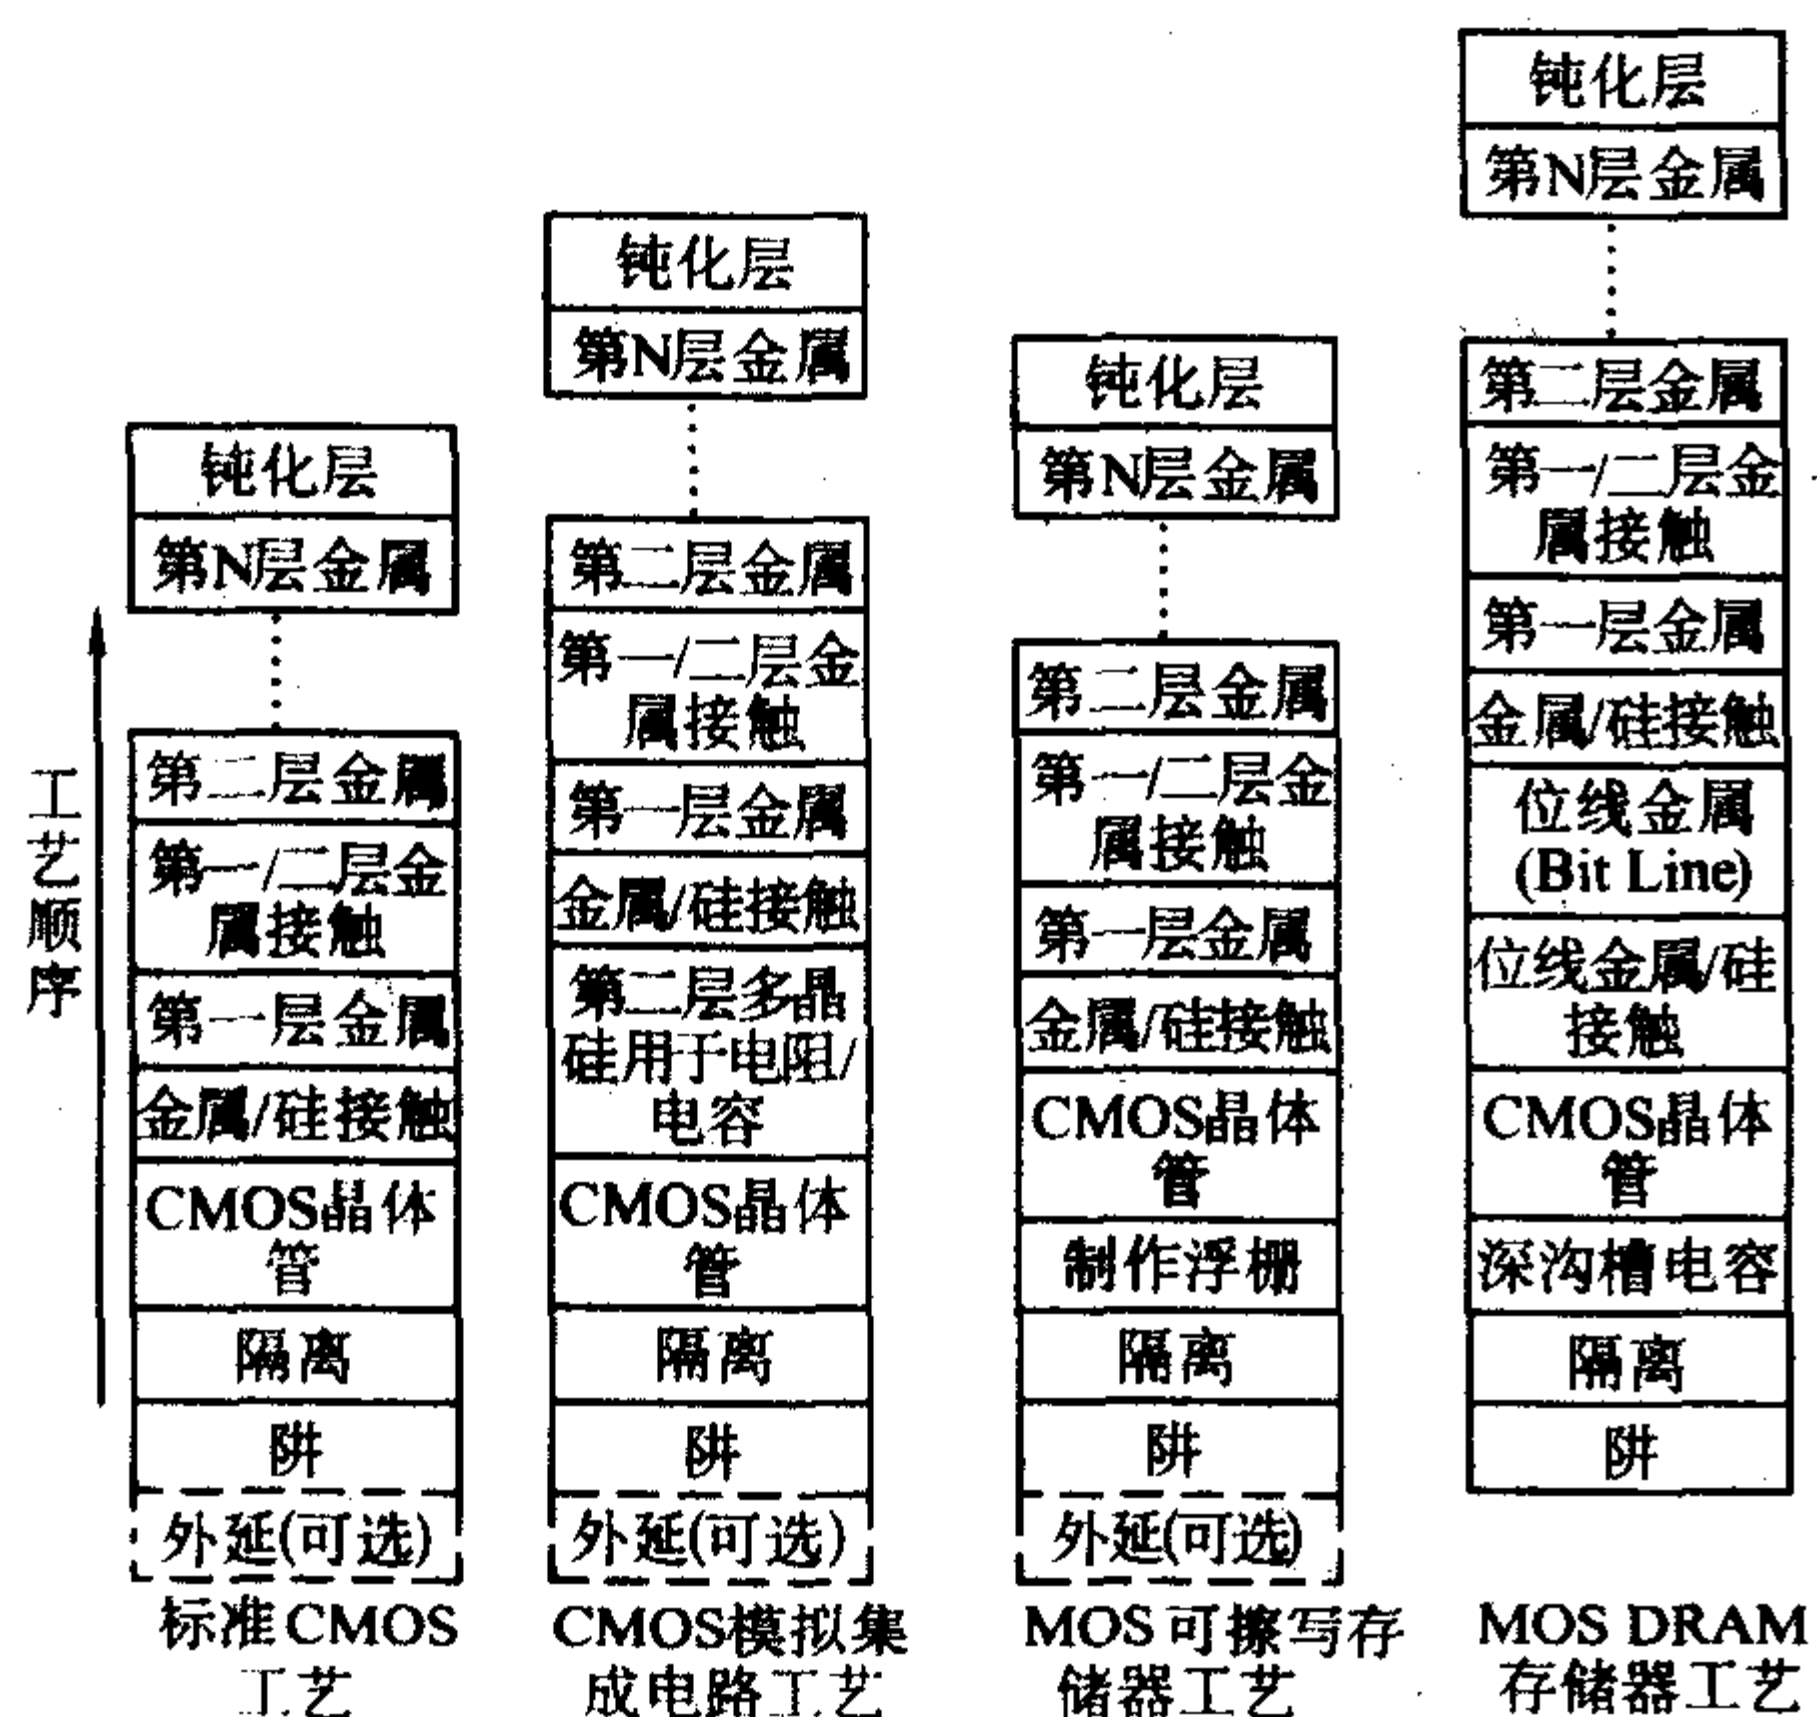 工艺顺序
钝化层
第N层金属
第二层金属
第一/二层金
属接触
第一层金属
金属/硅接触
CMOS晶体
管
隔离
阱
外延(可选)
标准CMOS
工艺
钝化层
第N层金属
第二层金属
第一/二层金
属接触
第一层金属
金属/硅接触
第二层多晶
硅用于电阻/
电容
CMOS晶体
管
隔离
阱
外延(可选)
CMOS模拟集
成电路工艺
钝化层
第N层金属
第二层金属
第一/二层金
属接触
第一层金属
金属/硅接触
CMOS晶体
管
制作浮栅
隔离
阱
外延(可选)
MOS可擦写存
储器工艺
钝化层
第N层金属
第二层金属
第一/二层金
属接触
第一层金属
金属/硅接触
位线金属
(Bit Line)
位线金属/硅
接触
CMOS晶体
管
深沟槽电容
隔离
阱
MOS DRAM
存储器工艺